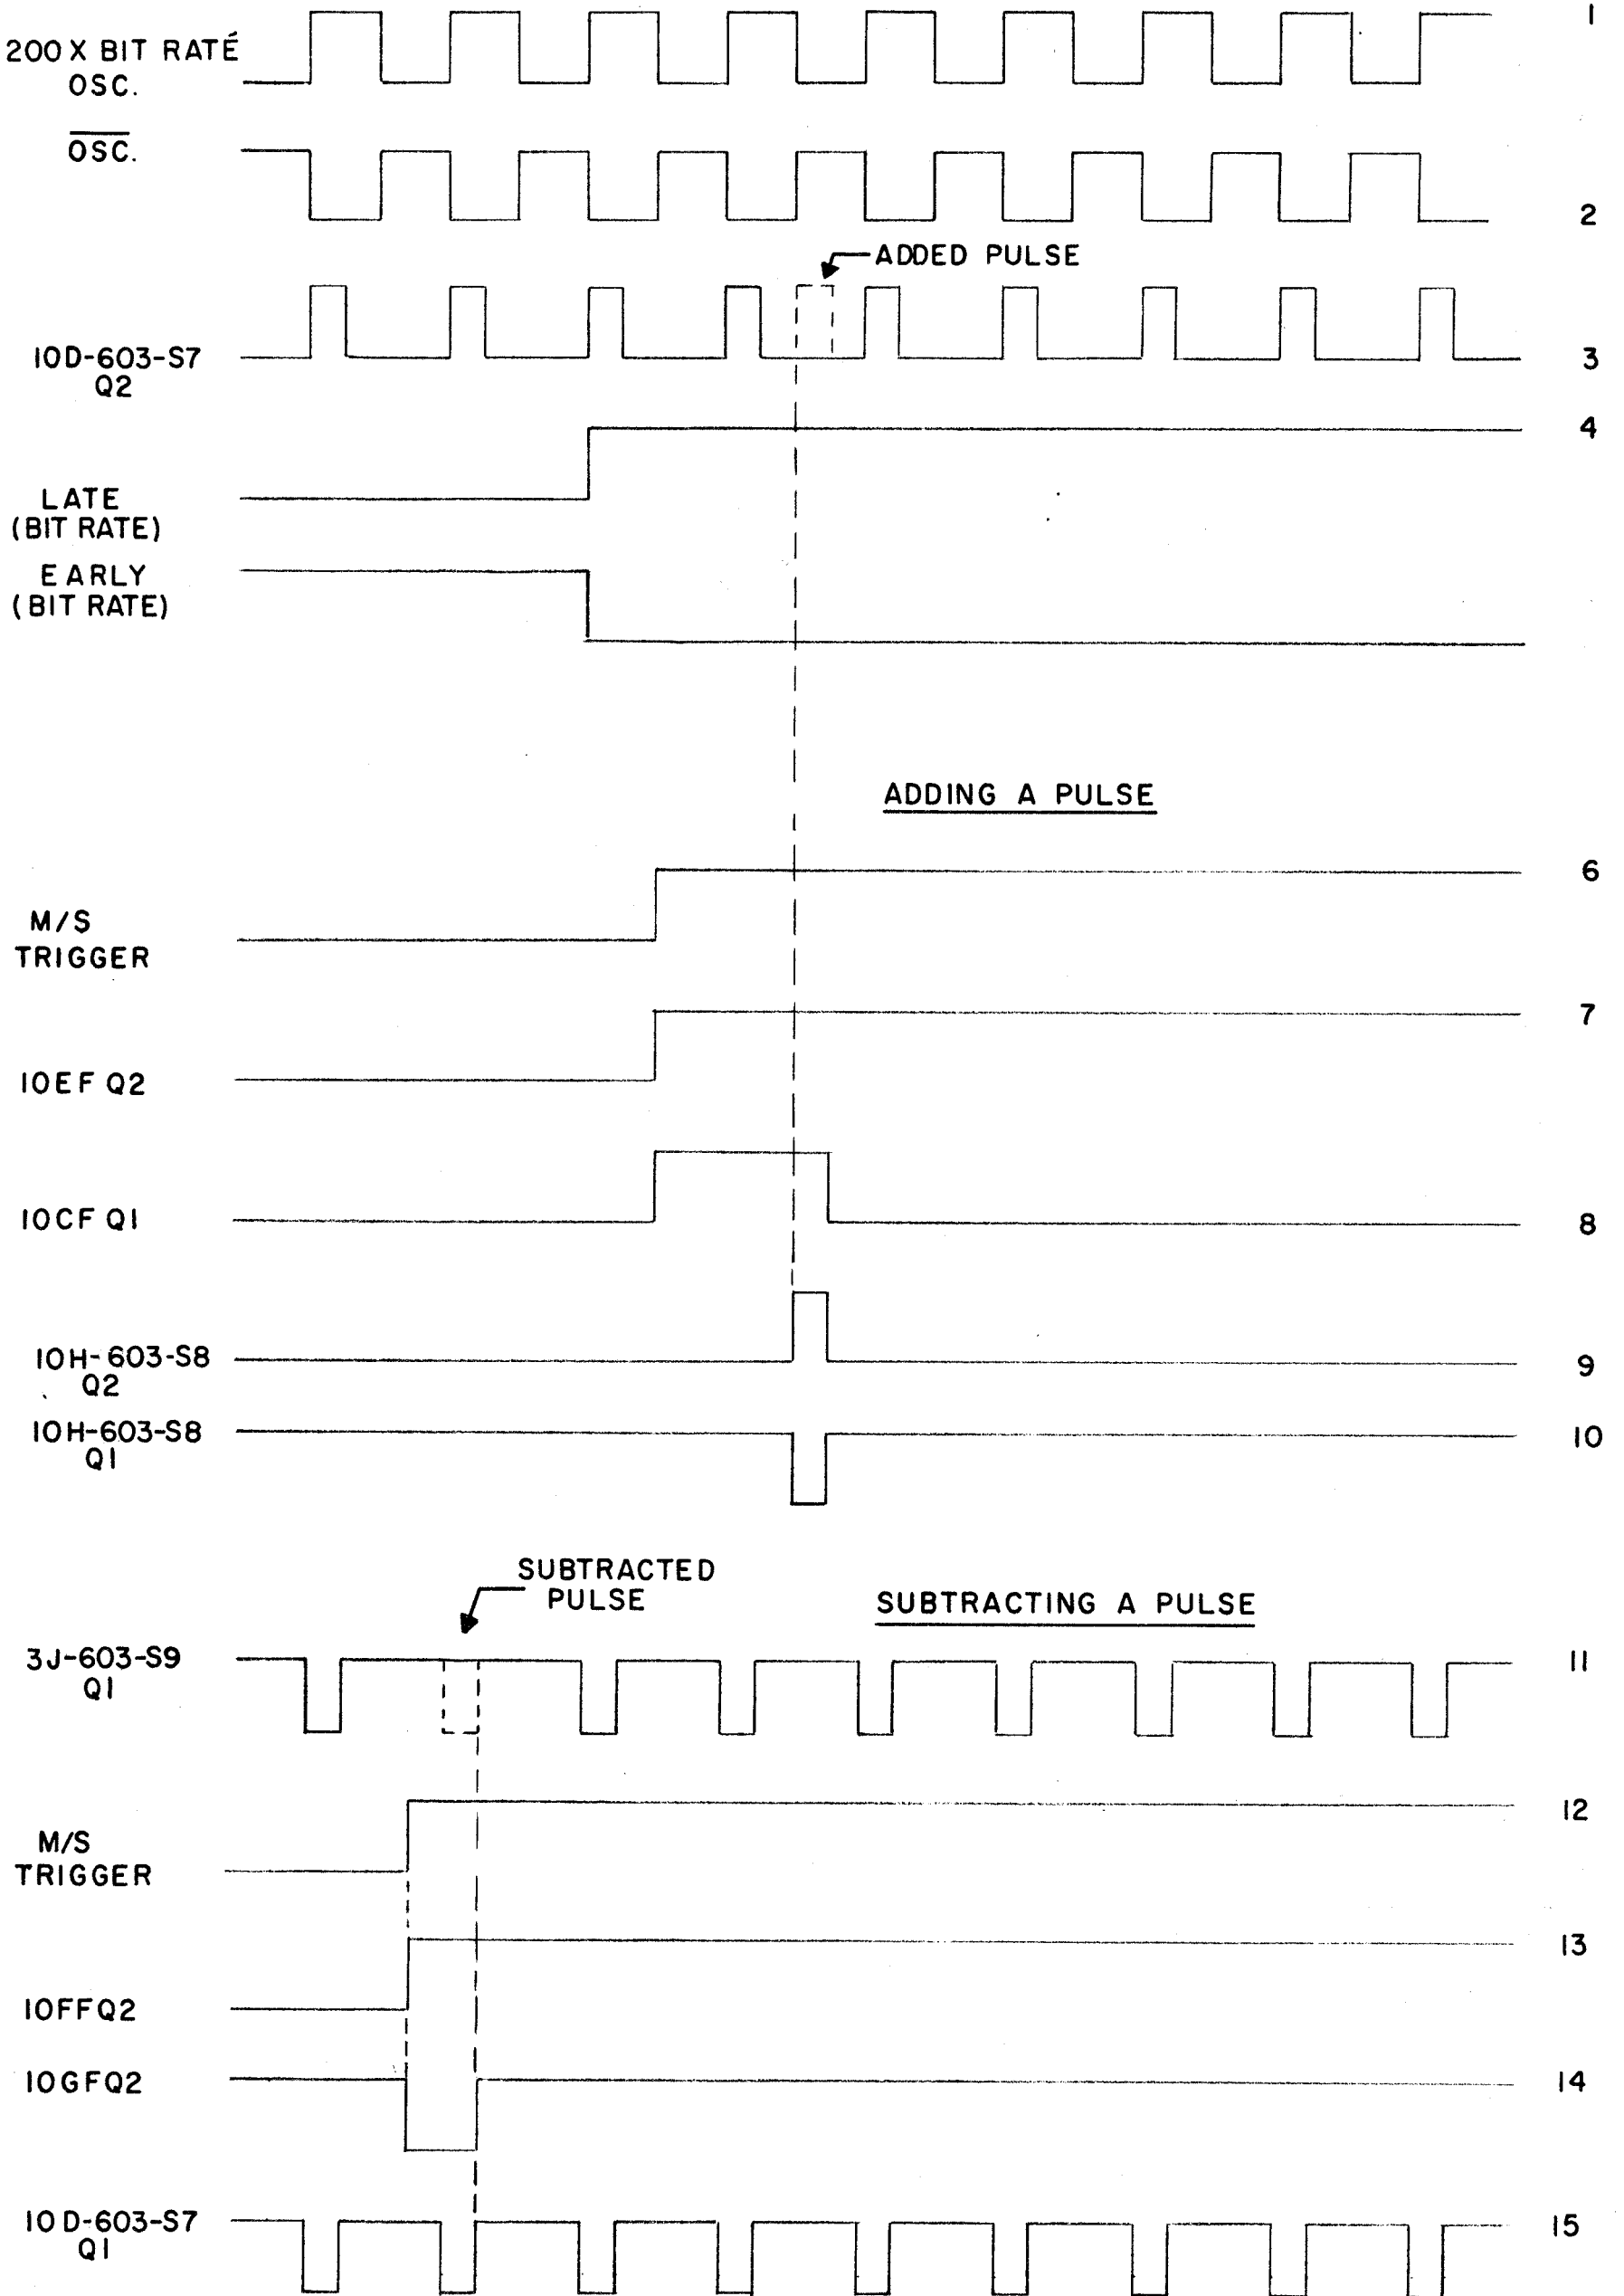 1
200 X BIT RATE
OSC.
OSC.
2
ADDED PULSE
10D-603-S7
Q2
3
4
LATE
(BIT RATE)
EARLY
(BIT RATE)
ADDING A PULSE
6
M/S
TRIGGER
7
10EF Q2
10CF Q1
8
10H-603-S8
Q2
9
10H-603-S8
Q1
10
SUBTRACTED
PULSE
SUBTRACTING A PULSE
3J-603-S9
Q1
11
12
M/S
TRIGGER
13
10FFQ2
10GFQ2
14
10D-603-S7
Q1
15